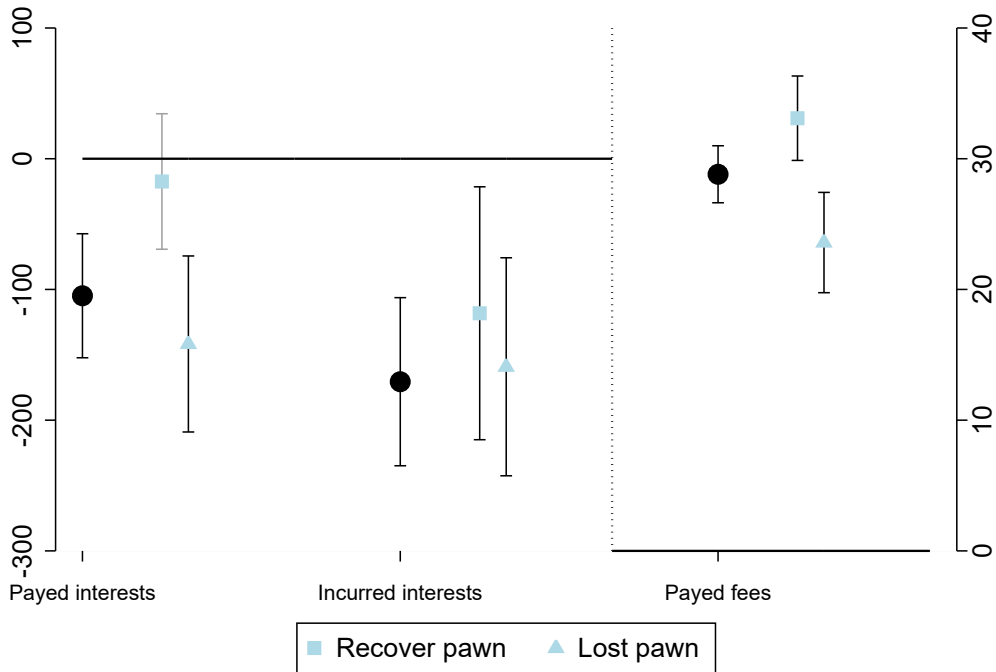 100
0
-100
-200
-300
40
30
20
10
0
Payed interests
Incurred interests
Payed fees
Recover pawn
Lost pawn